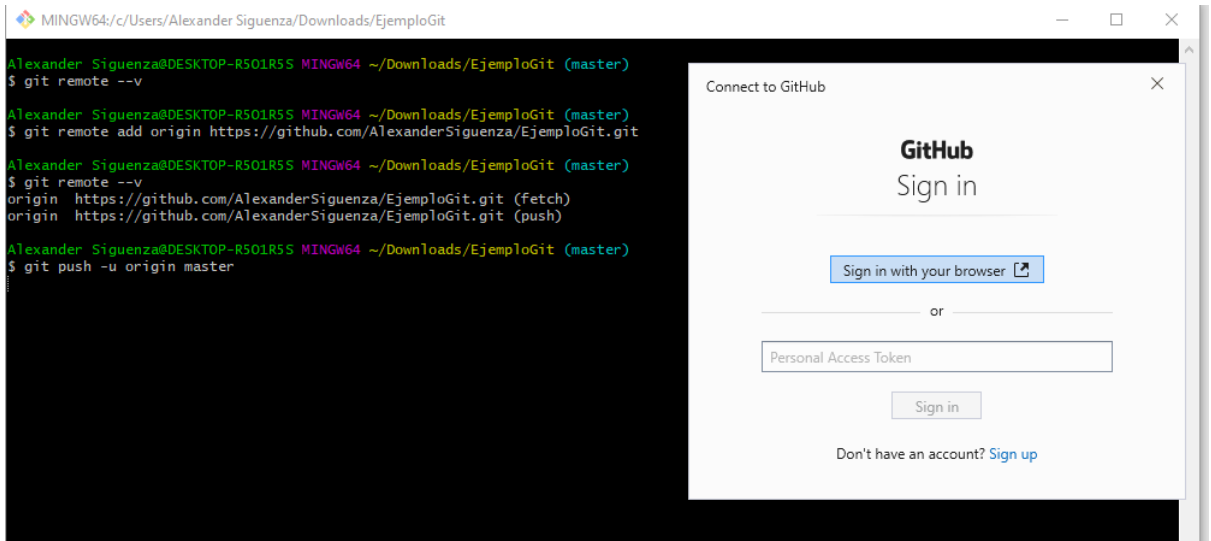 MINGW64:/c/Users/Alexander Siguenza/Downloads/EjemploGit
Alexander Siguenza@DESKTOP-R5O1R5S MINGW64 ~/Downloads/EjemploGit (master)
$ git remote --v
Alexander Siguenza@DESKTOP-R5O1R5S MINGW64 ~/Downloads/EjemploGit (master)
$ git remote add origin https://github.com/AlexanderSiguenza/EjemploGit.git
Alexander Siguenza@DESKTOP-R5O1R5S MINGW64 ~/Downloads/EjemploGit (master)
$ git remote --v
origin  https://github.com/AlexanderSiguenza/EjemploGit.git (fetch)
origin  https://github.com/AlexanderSiguenza/EjemploGit.git (push)
Alexander Siguenza@DESKTOP-R5O1R5S MINGW64 ~/Downloads/EjemploGit (master)
$ git push -u origin master
Connect to GitHub
GitHub
Sign in
Sign in with your browser
or
Personal Access Token
Sign in
Don't have an account? Sign up